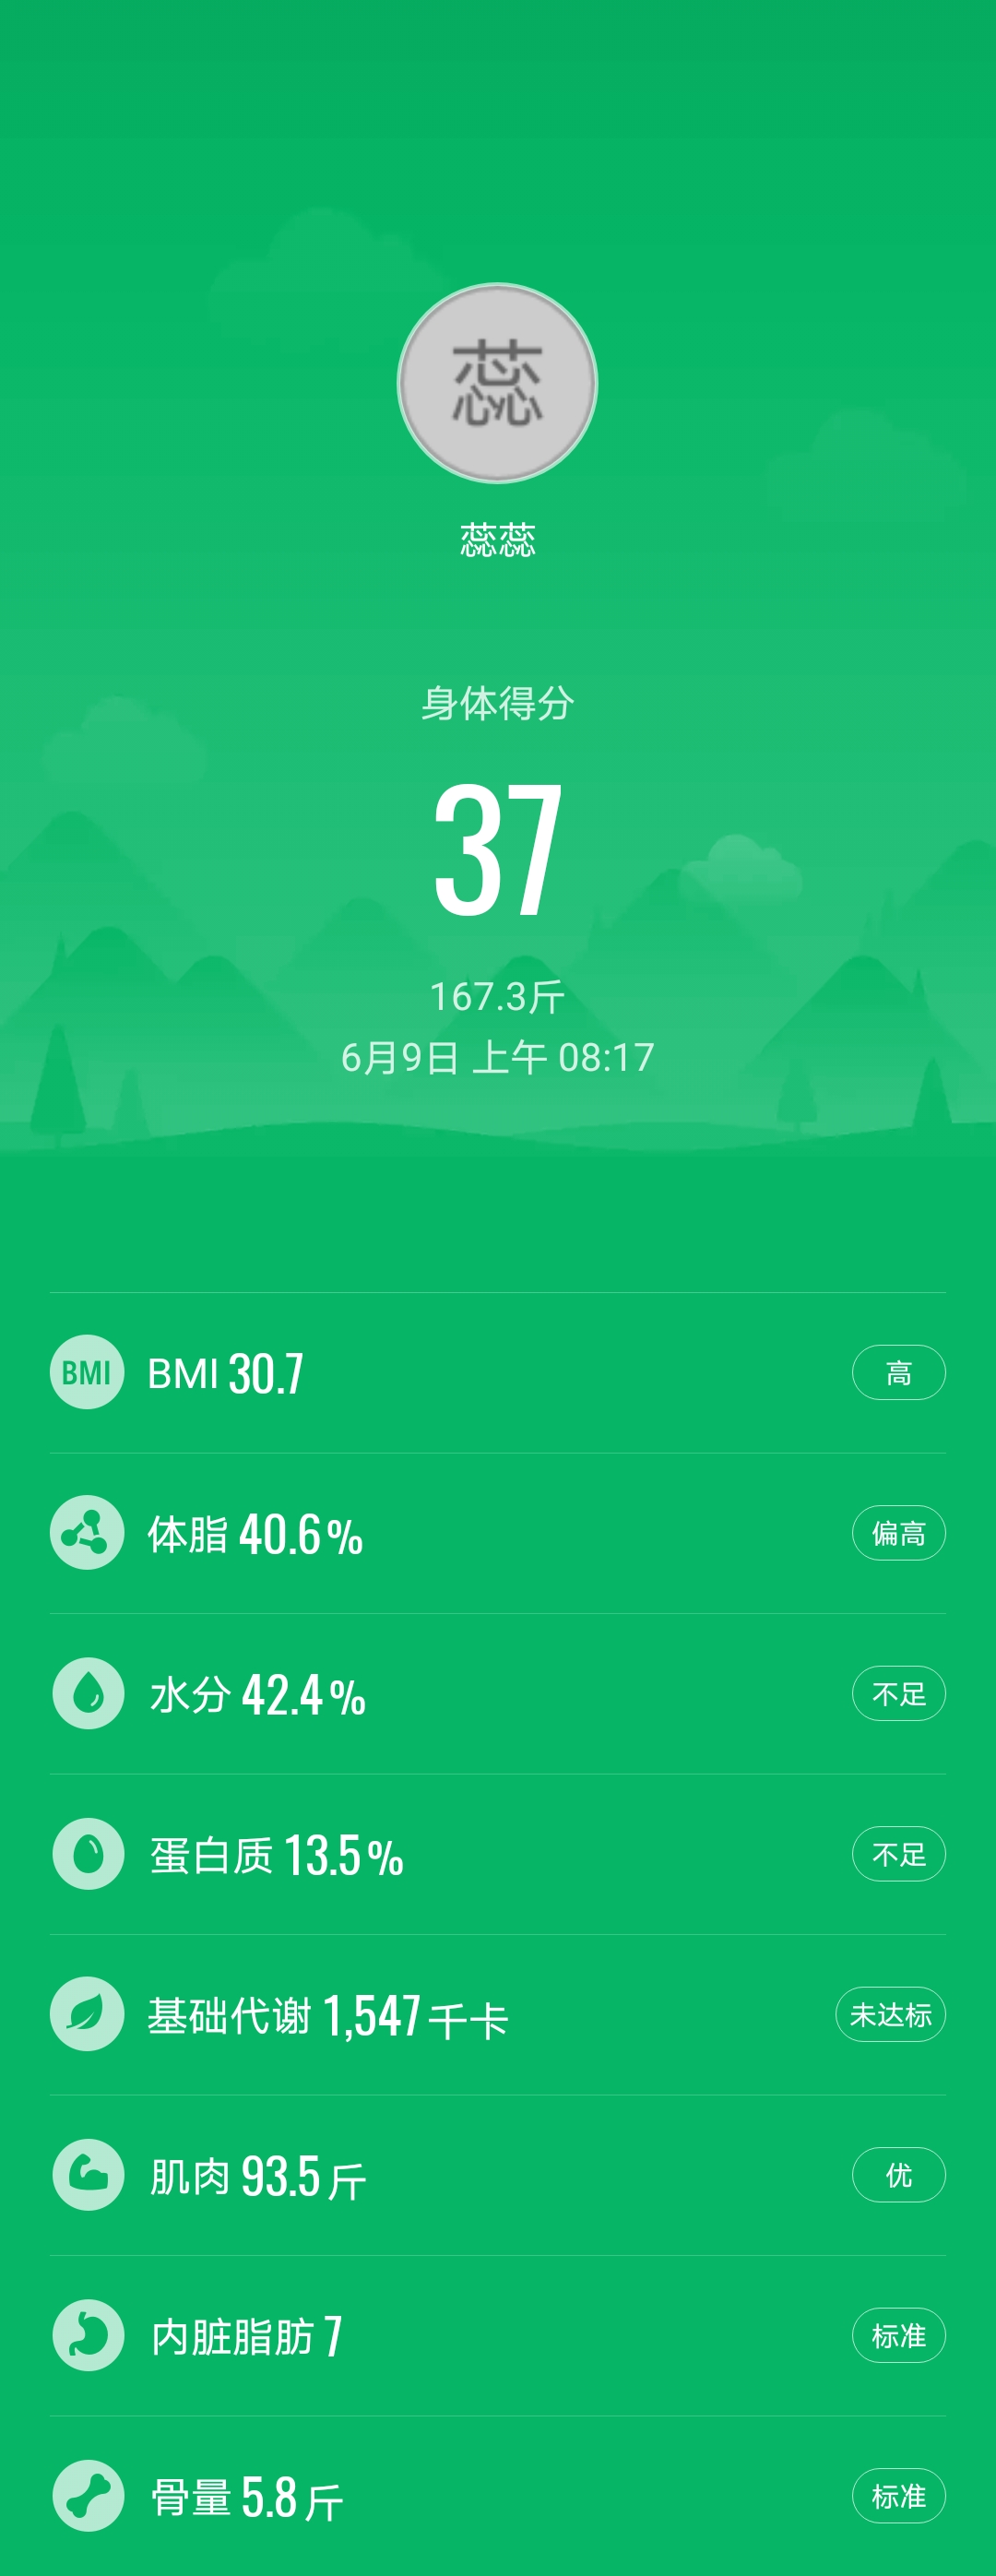 蕊
蕊蕊
身体得分
37
167.3斤
6月9日 上午 08:17
BMI BMI 30.7 高
体脂 40.6% 偏高
水分 42.4% 不足
蛋白质 13.5% 不足
基础代谢 1,547千卡 未达标
肌肉 93.5斤 优
内脏脂肪 7 标准
骨量 5.8斤 标准